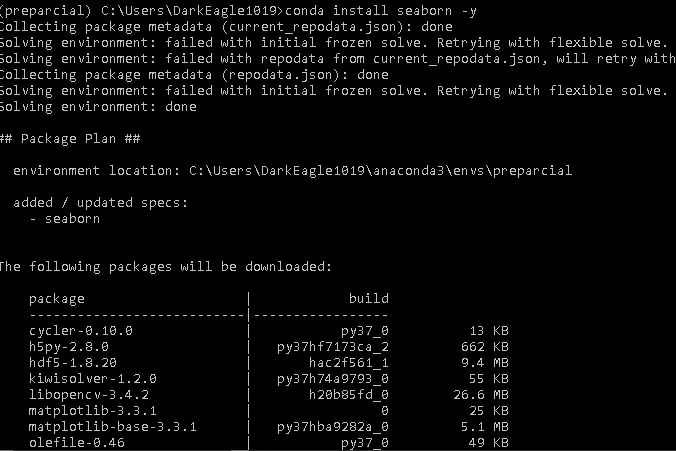 (preparcial) C:\Users\DarkEagle1019>conda install seaborn -y
Collecting package metadata (current_repodata.json): done
Solving environment: failed with initial frozen solve. Retrying with flexible solve.
Solving environment: failed with repodata from current_repodata.json, will retry with
Collecting package metadata (repodata.json): done
Solving environment: failed with initial frozen solve. Retrying with flexible solve.
Solving environment: done
## Package Plan ##
environment location: C:\Users\DarkEagle1019\anaconda3\envs\preparcial
added / updated specs:
- seaborn
The following packages will be downloaded:
package | build
---------------------------|-----------------
cycler-0.10.0 | py37_0 13 KB
h5py-2.8.0 | py37hf7173ca_2 662 KB
hdf5-1.8.20 | hac2f561_1 9.4 MB
kiwisolver-1.2.0 | py37h74a9793_0 55 KB
libopencv-3.4.2 | h20b85fd_0 26.6 MB
matplotlib-3.3.1 | 0 25 KB
matplotlib-base-3.3.1 | py37hba9282a_0 5.1 MB
olefile-0.46 | py37_0 49 KB